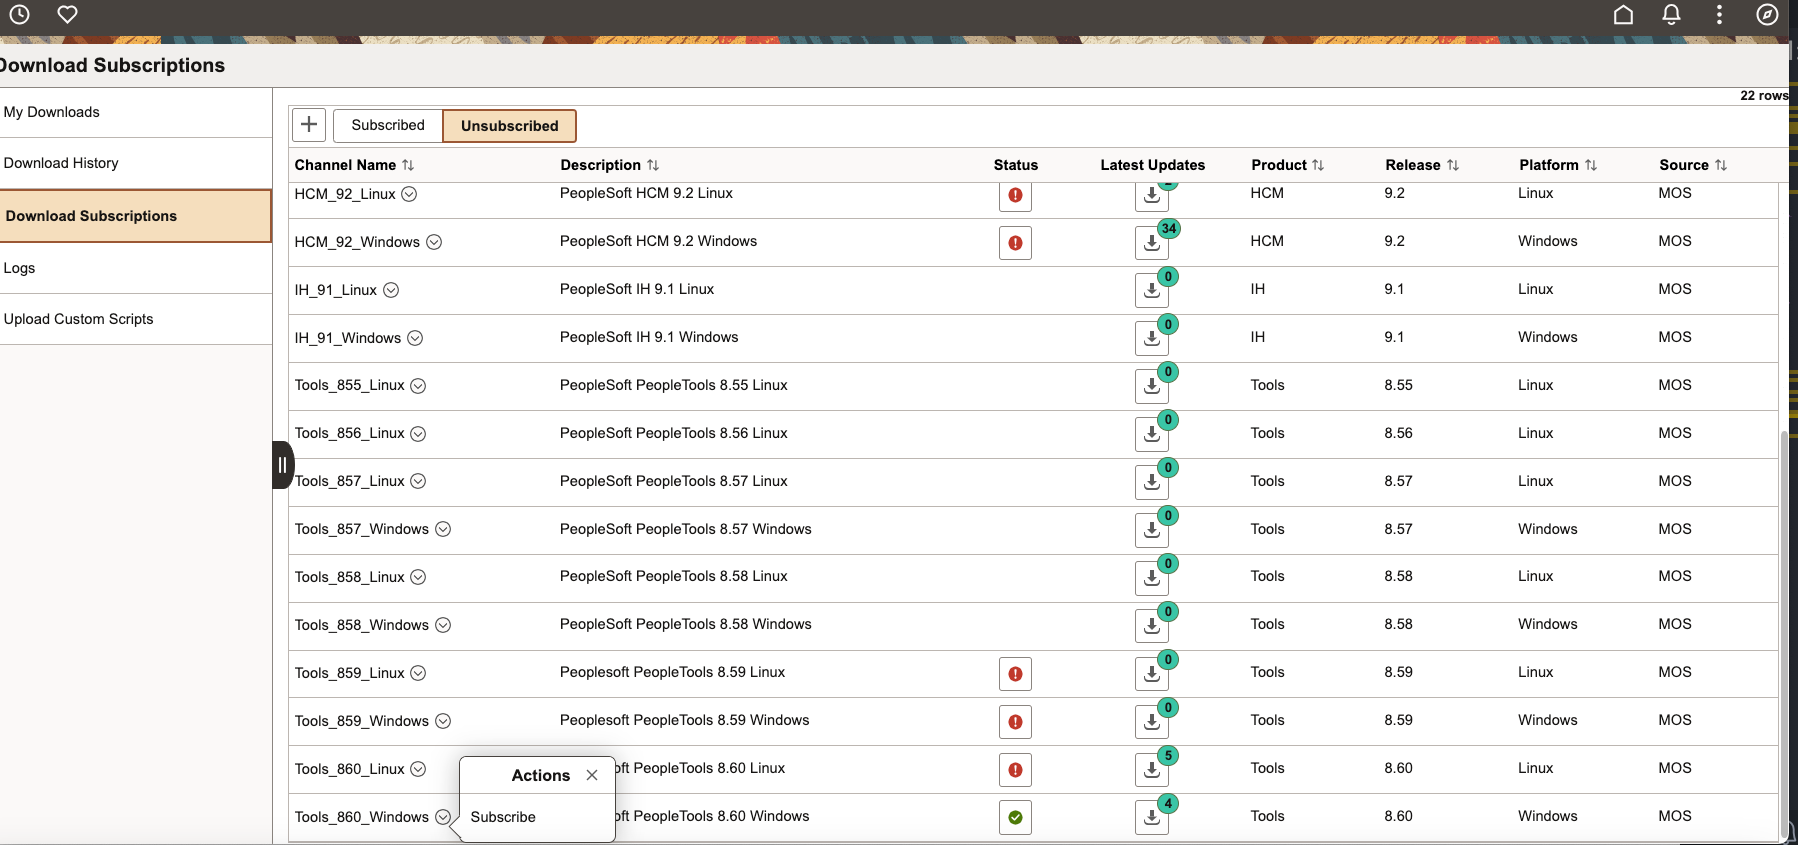 Download Subscriptions
My Downloads
Download History
Download Subscriptions
Logs
Upload Custom Scripts
22 rows
Subscribed Unsubscribed
Channel Name Description Status Latest Updates Product Release Platform Source
HCM_92_Linux PeopleSoft HCM 9.2 Linux HCM 9.2 Linux MOS
HCM_92_Windows PeopleSoft HCM 9.2 Windows 34 HCM 9.2 Windows MOS
IH_91_Linux PeopleSoft IH 9.1 Linux 0 IH 9.1 Linux MOS
IH_91_Windows PeopleSoft IH 9.1 Windows 0 IH 9.1 Windows MOS
Tools_855_Linux PeopleSoft PeopleTools 8.55 Linux 0 Tools 8.55 Linux MOS
Tools_856_Linux PeopleSoft PeopleTools 8.56 Linux 0 Tools 8.56 Linux MOS
Tools_857_Linux PeopleSoft PeopleTools 8.57 Linux 0 Tools 8.57 Linux MOS
Tools_857_Windows PeopleSoft PeopleTools 8.57 Windows 0 Tools 8.57 Windows MOS
Tools_858_Linux PeopleSoft PeopleTools 8.58 Linux 0 Tools 8.58 Linux MOS
Tools_858_Windows PeopleSoft PeopleTools 8.58 Windows 0 Tools 8.58 Windows MOS
Tools_859_Linux Peoplesoft PeopleTools 8.59 Linux 0 Tools 8.59 Linux MOS
Tools_859_Windows Peoplesoft PeopleTools 8.59 Windows 0 Tools 8.59 Windows MOS
Tools_860_Linux oft PeopleTools 8.60 Linux 5 Tools 8.60 Linux MOS
Tools_860_Windows oft PeopleTools 8.60 Windows 4 Tools 8.60 Windows MOS
Actions
Subscribe